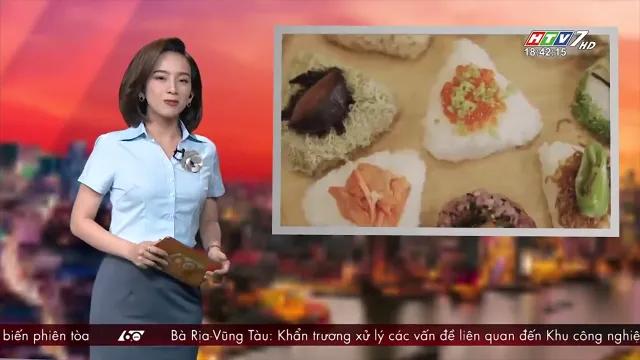 HTV7 HD
18:42:15
biến phiên tòa 60 Bà Rịa-Vũng Tàu: Khẩn trương xử lý các vấn đề liên quan đến Khu công nghiệ